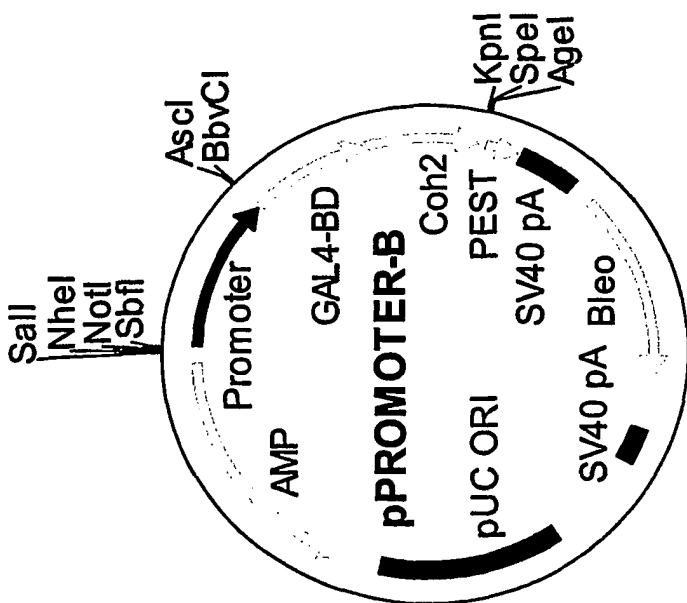 SalI
NheI
NotI
SbfI
AscI
BbvCI
Promoter
GAL4-BD
AMP
pPROMOTER-B
Coh2
PEST
KpnI
SpeI
AgeI
SV40 pA
pUC ORI
Bleo
SV40 pA